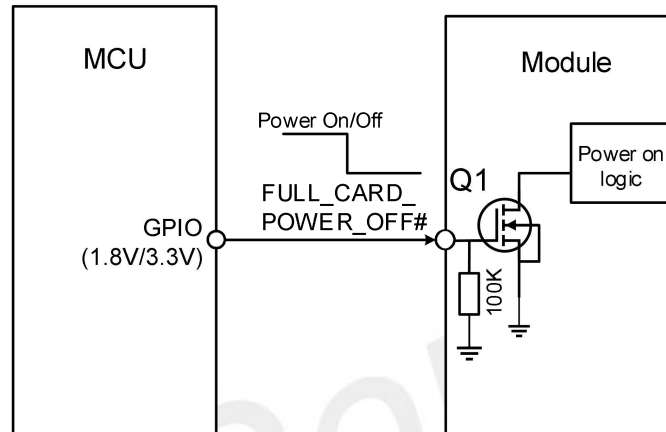 MCU
Module
Power On/Off
Power on
logic
Q1
FULL_CARD_
POWER_OFF#
GPIO
(1.8V/3.3V)
100K